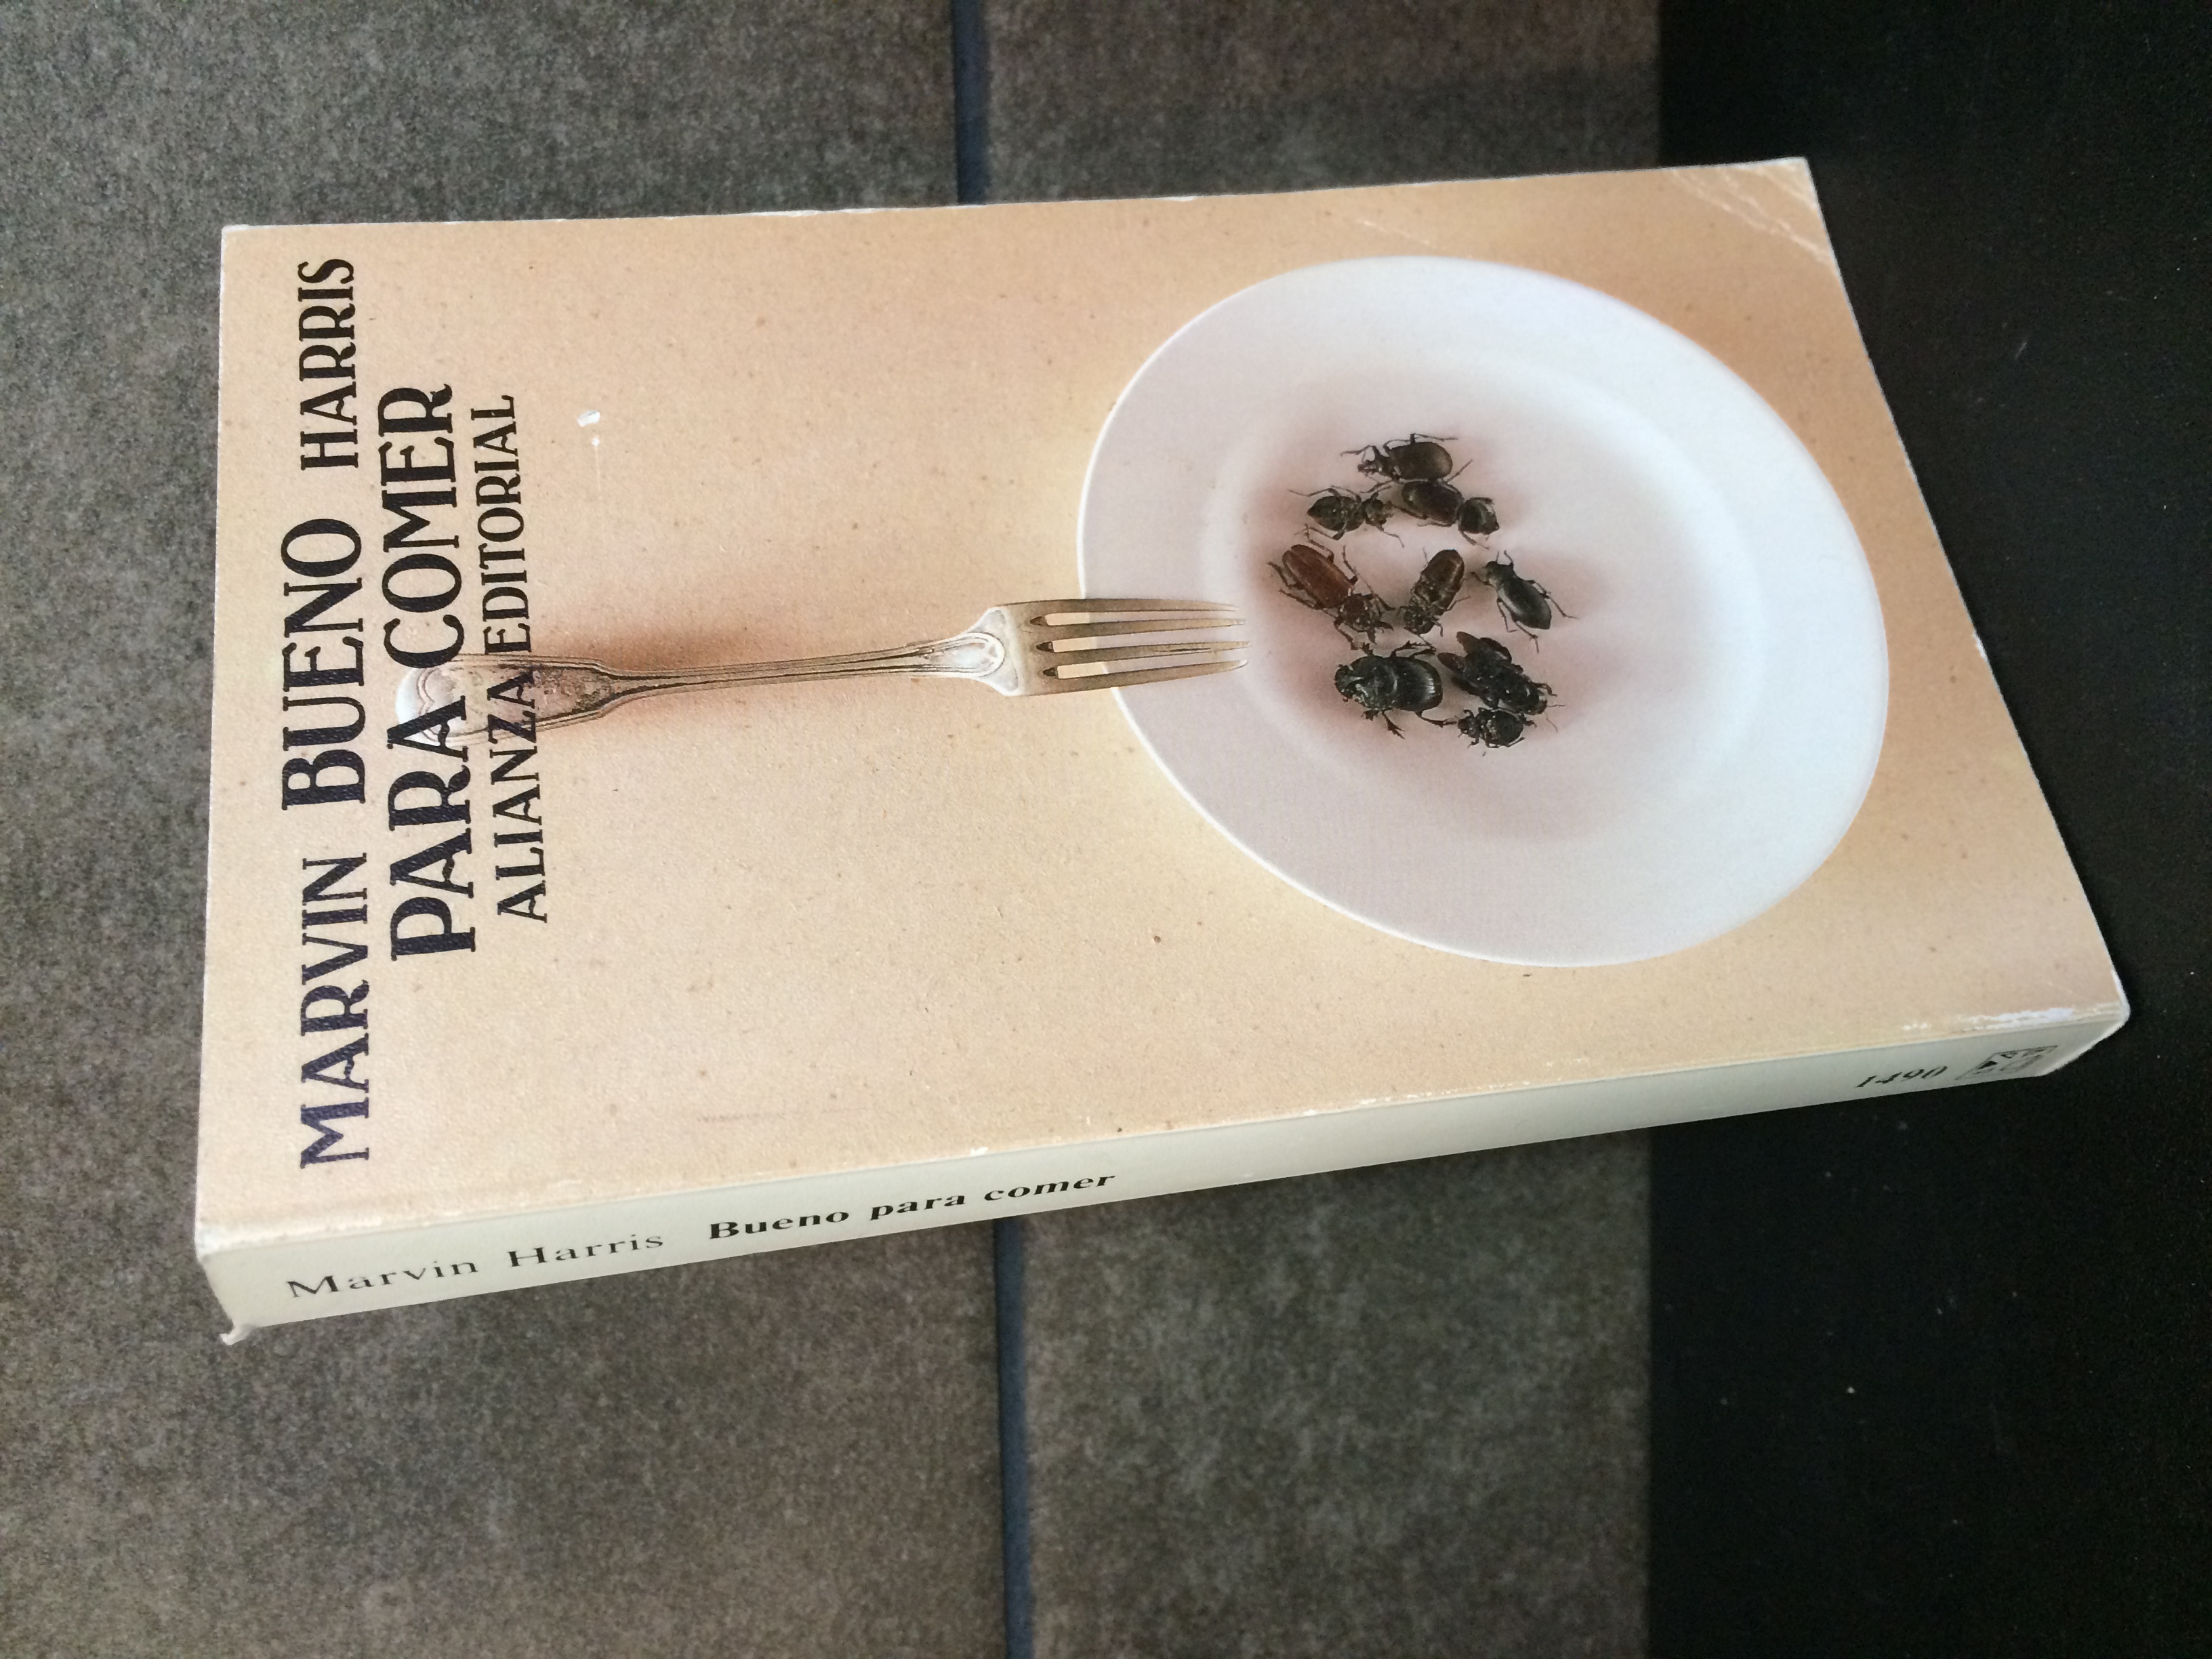 MARVIN BUENO HARRIS
PARA COMER
ALIANZA EDITORIAL
Marvin Harris Bueno para comer
1490